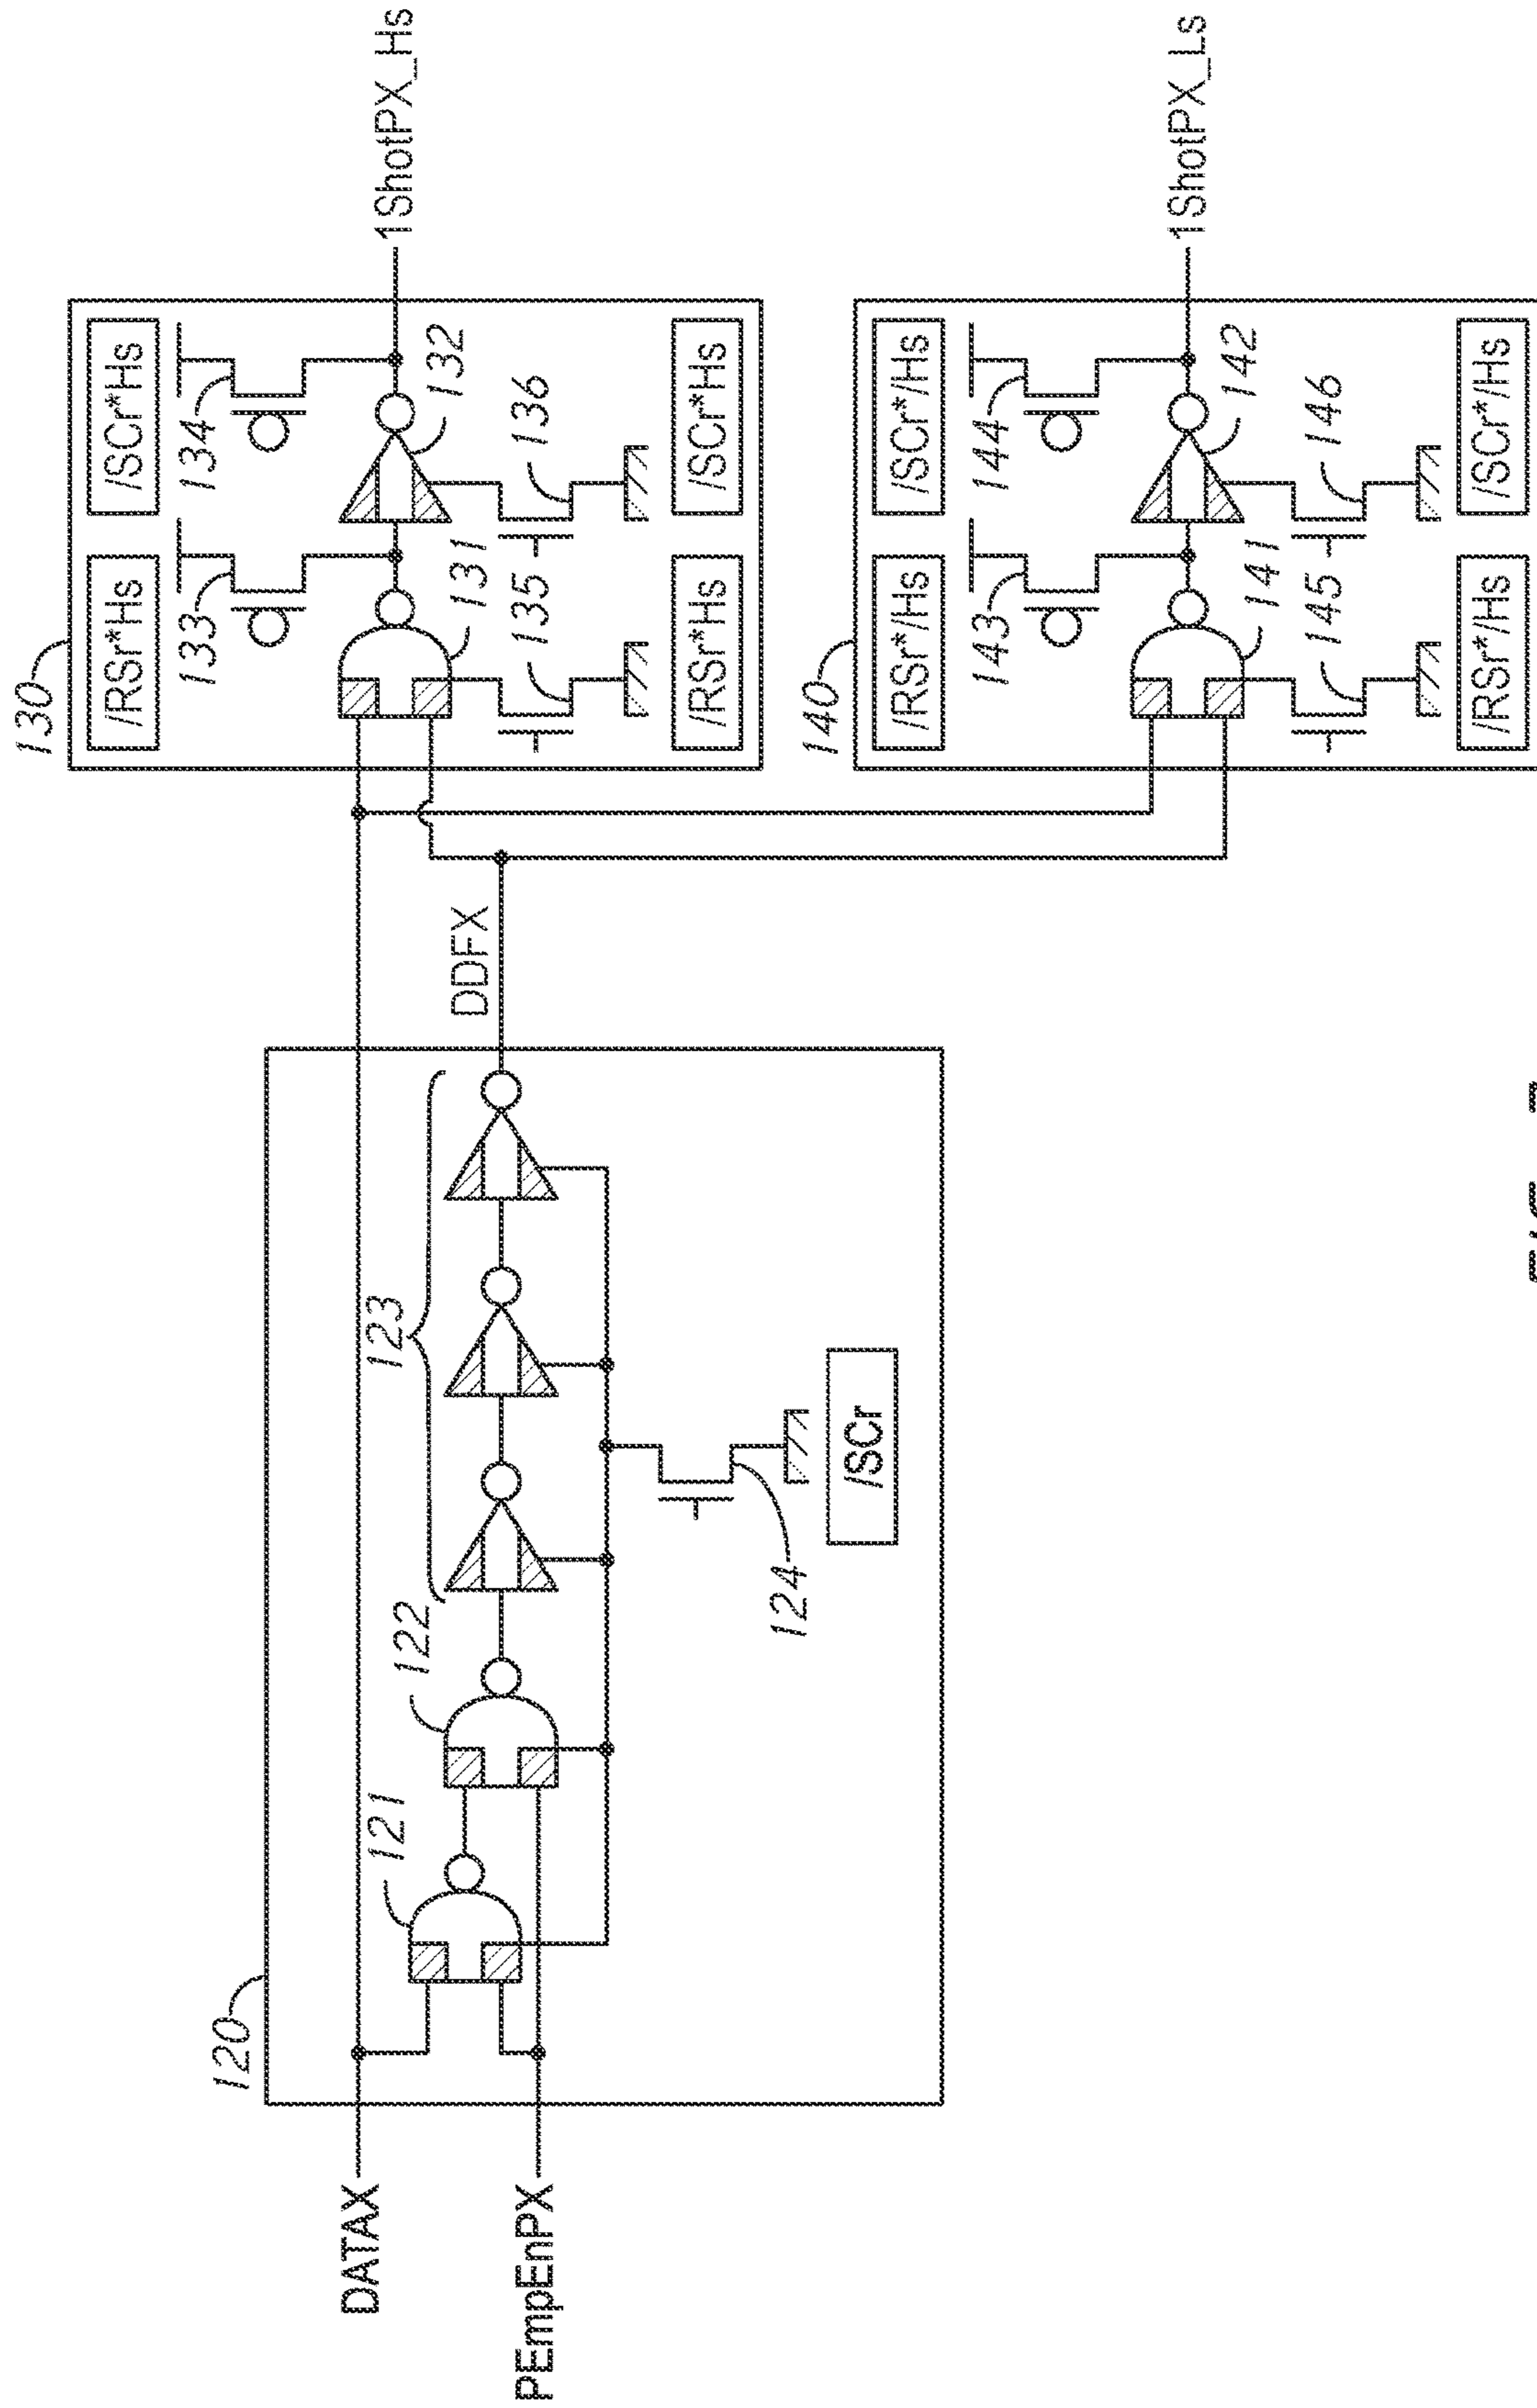 130
/RSr*Hs
/SCr*Hs
133
134
1ShotPX_Hs
131
132
135
136
/RSr*Hs
/SCr*Hs
140
/RSr*/Hs
/SCr*/Hs
143
144
1ShotPX_Ls
141
142
145
146
/RSr*/Hs
/SCr*/Hs
120
DATAX
PEmpEnPX
121
122
123
DDFX
124
/SCr